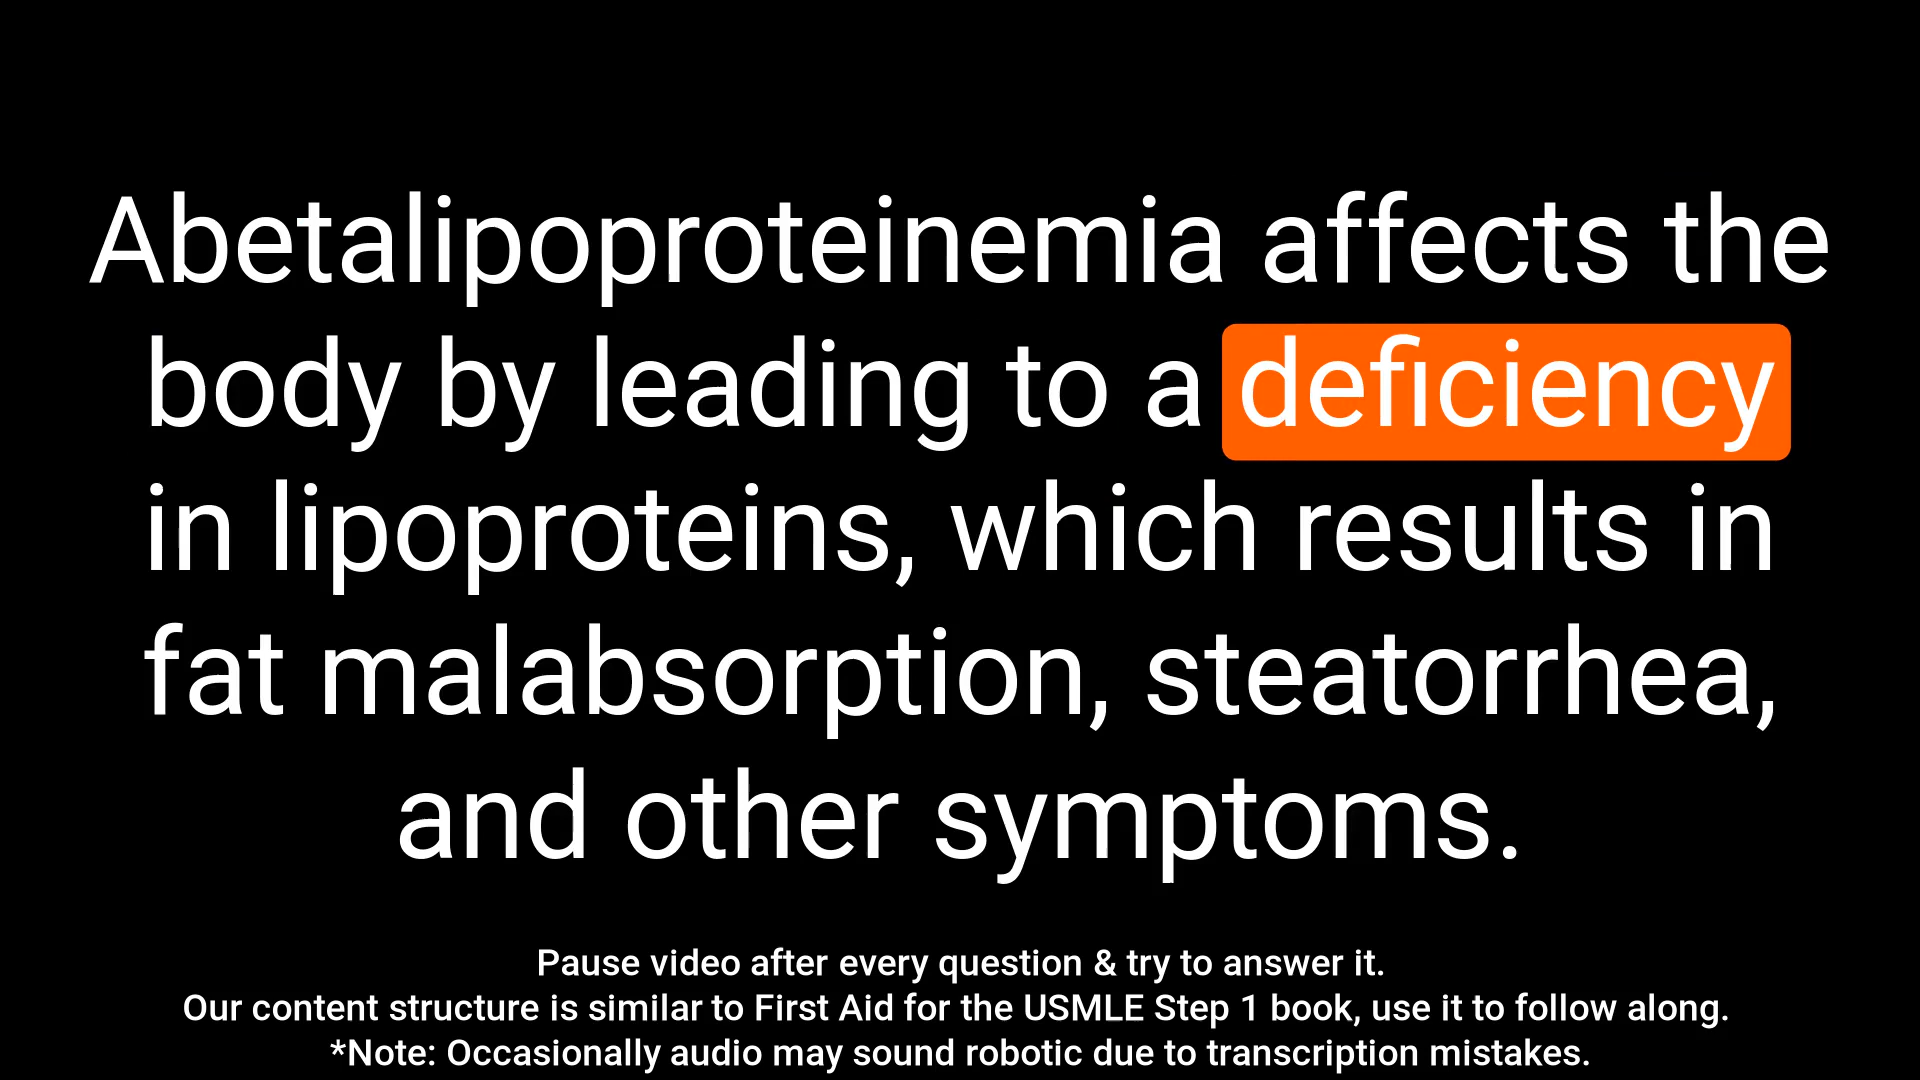 Abetalipoproteinemia affects the
body by leading to a deficiency
in lipoproteins, which results in
fat malabsorption, steatorrhea,
and other symptoms.
Pause video after every question & try to answer it.
Our content structure is similar to First Aid for the USMLE Step 1 book, use it to follow along.
*Note: Occasionally audio may sound robotic due to transcription mistakes.